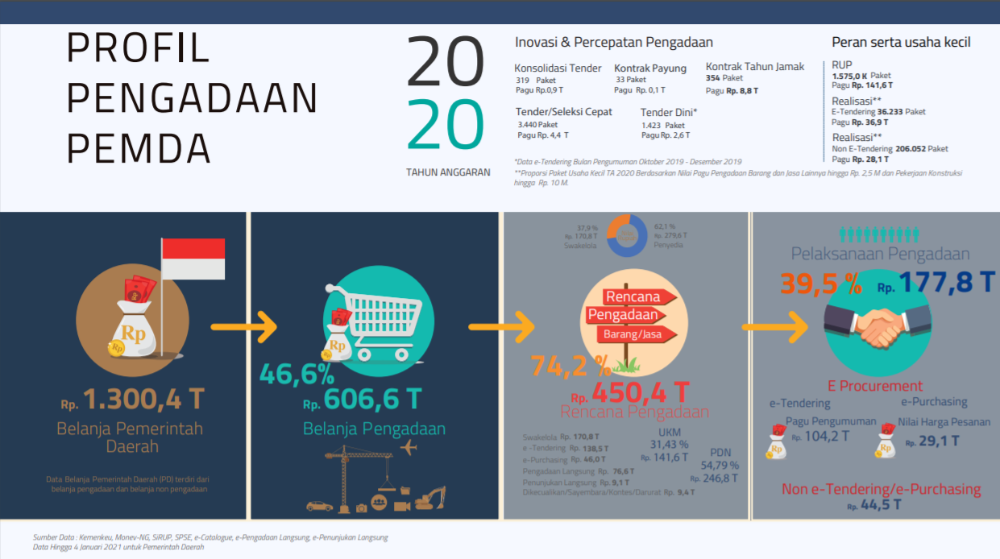 PROFIL
PENGADAAN
PEMDA
20
20
TAHUN ANGGARAN
Inovasi & Percepatan Pengadaan
Konsolidasi Tender
319 Paket
Pagu Rp.0,9 T
Kontrak Payung
33 Paket
Pagu Rp. 0,1 T
Kontrak Tahun Jamak
354 Paket
Pagu Rp. 8,8 T
Tender/Seleksi Cepat
3.440 Paket
Pagu Rp. 4,4 T
Tender Dini*
1.423 Paket
Pagu Rp. 2,6 T
*Data e-Tendering Bulan Pengumuman Oktober 2019 - Desember 2019
**Proporsi Paket Usaha Kecil TA 2020 Berdasarkan Nilai Pagu Pengadaan Barang dan Jasa Lainnya hingga Rp. 2,5 M dan Pekerjaan Konstruksi
hingga Rp. 10 M.
Peran serta usaha kecil
RUP
1.575,0 K Paket
Pagu Rp. 141,6 T
Realisasi**
E-Tendering 36.233 Paket
Pagu Rp. 36,9 T
Realisasi**
Non E-Tendering 206.052 Paket
Pagu Rp. 28,1 T
Rp
Rp
Rp. 1.300,4 T
Belanja Pemerintah
Daerah
Data Belanja Pemerintah Daerah (PD) terdiri dari
belanja pengadaan dan belanja non pengadaan
Rp
46,6%
Rp. 606,6 T
Belanja Pengadaan
37,9 %
Rp. 170,8 T
Swakelola
62,1 %
Rp. 279,6 T
Penyedia
Rencana
Pengadaan
Barang/Jasa
74,2 %
Rp. 450,4 T
Rencana Pengadaan
Swakelola Rp. 170,8 T
e -Tendering Rp. 138,5 T
e-Purchasing Rp. 46,0 T
Pengadaan Langsung Rp. 76,6 T
Penunjukan Langsung Rp. 9,1 T
Dikecualikan/Sayembara/Kontes/Darurat Rp. 9,4 T
UKM
31,43 %
Rp. 141,6 T
PDN
54,79 %
Rp. 246,8 T
Pelaksanaan Pengadaan
39,5 % Rp. 177,8 T
E Procurement
e-Tendering
Pagu Pengumuman
Rp. 104,2 T
e-Purchasing
Nilai Harga Pesanan
Rp. 29,1 T
Non e-Tendering/e-Purchasing
Rp. 44,5 T
Sumber Data : Kemenkeu, Monev-NG, SiRUP, SPSE, e-Catalogue, e-Pengadaan Langsung, e-Penunjukan Langsung
Data Hingga 4 Januari 2021 untuk Pemerintah Daerah